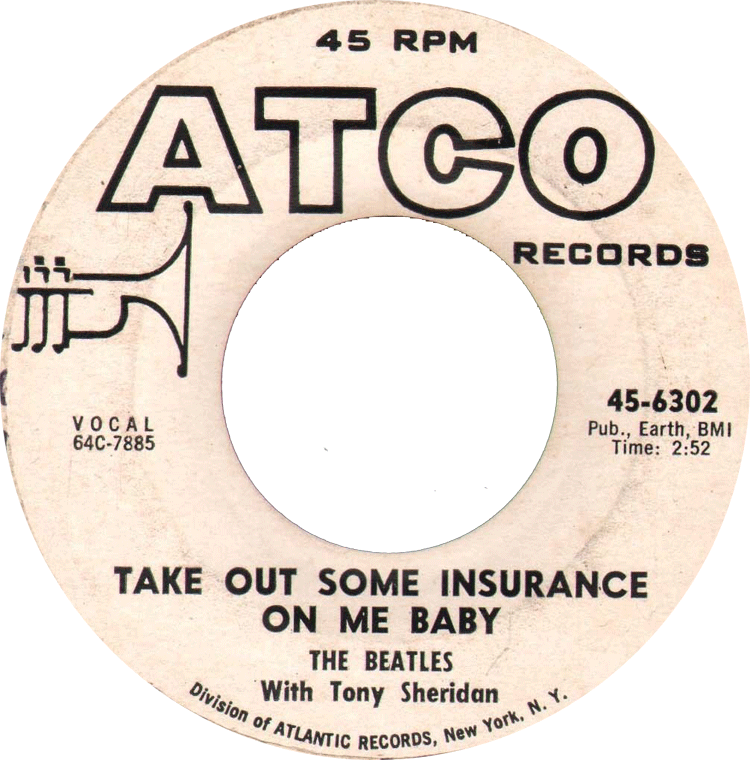 45 RPM
ATCO
RECORDS
VOCAL
64C-7885
45-6302
Pub., Earth, BMI
Time: 2:52
TAKE OUT SOME INSURANCE
ON ME BABY
THE BEATLES
With Tony Sheridan
Division of ATLANTIC RECORDS, New York, N. Y.